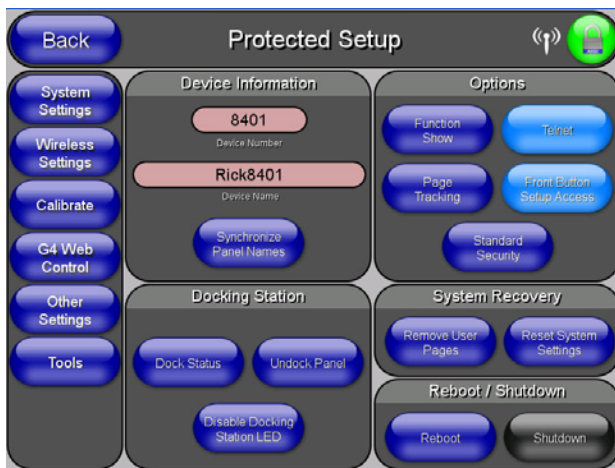 Back
Protected Setup
System
Settings
Wireless
Settings
Calibrate
G4 Web
Control
Other
Settings
Tools
Device Information
8401
Device Number
Rick8401
Device Name
Synchronize
Panel Names
Options
Function
Show
Telnet
Page
Tracking
Front Button
Setup Access
Standard
Security
Docking Station
Dock Status
Undock Panel
Disable Docking
Station LED
System Recovery
Remove User
Pages
Reset System
Settings
Reboot / Shutdown
Reboot
Shutdown